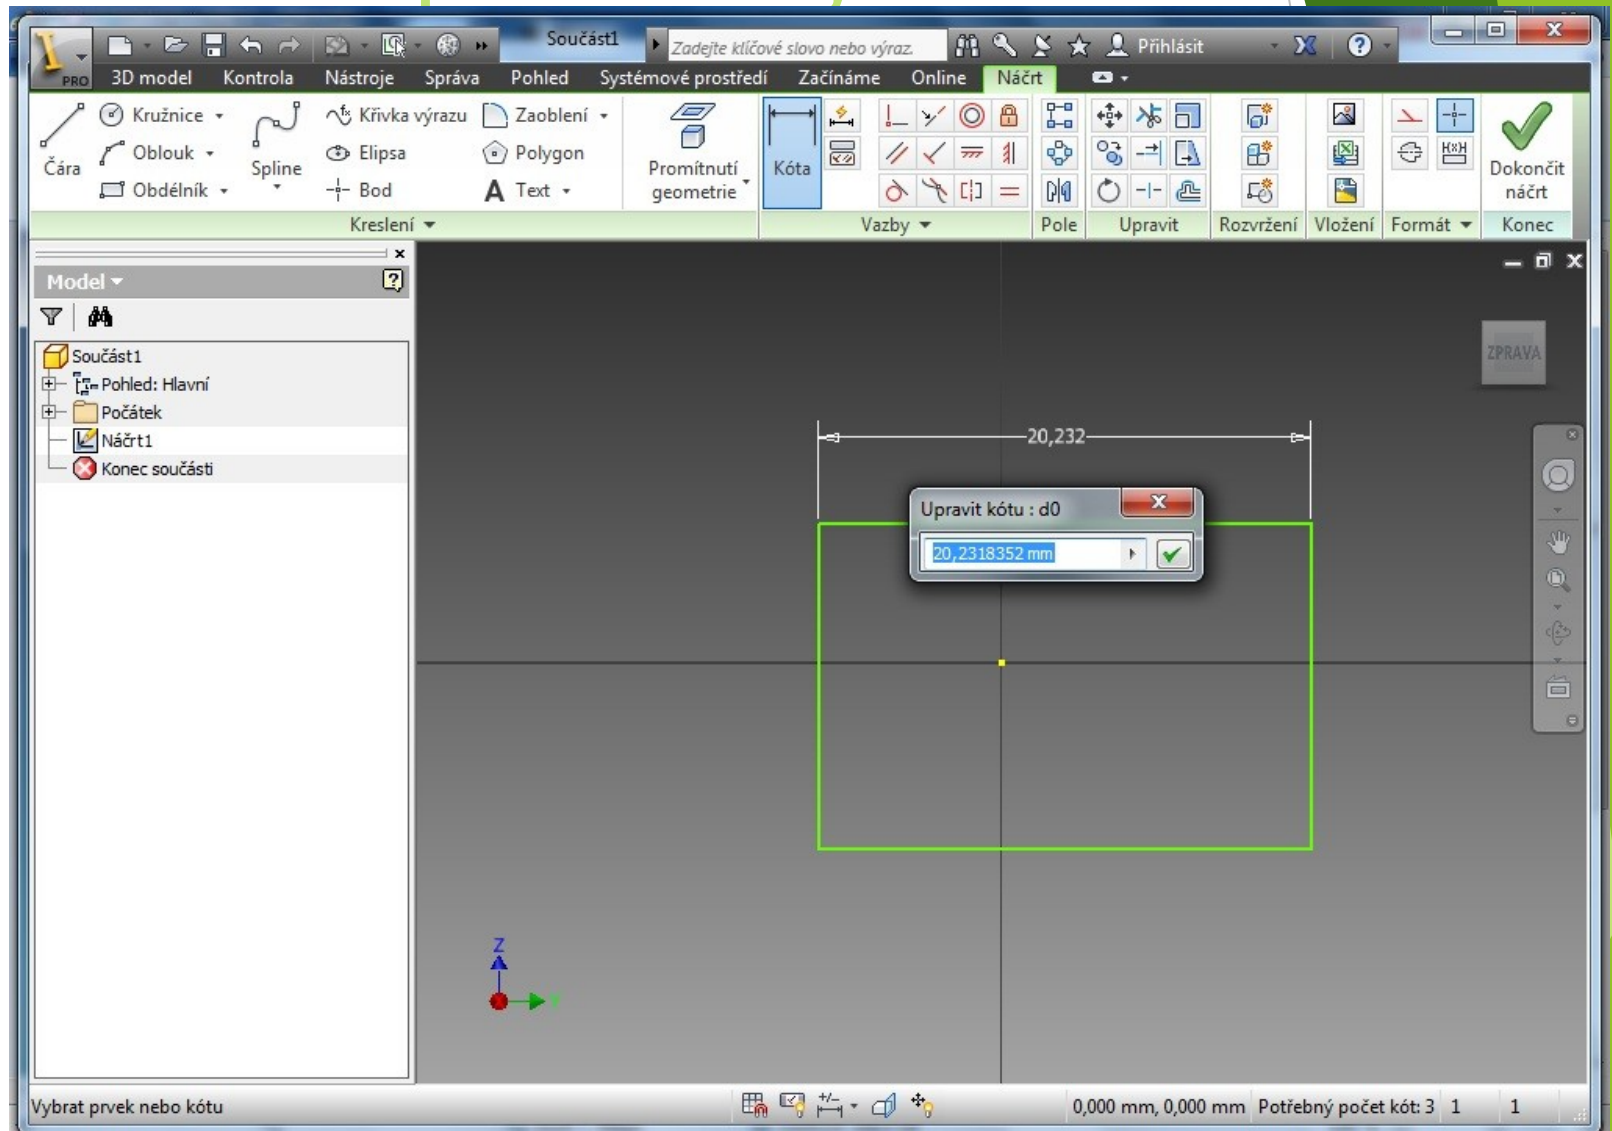 Součást1
Zadejte klíčové slovo nebo výraz.
Přihlásit
PRO
3D model Kontrola Nástroje Správa Pohled Systémové prostředí Začínáme Online Náčrt
Kružnice Křivka výrazu Zaoblení
Oblouk Elipsa Polygon
Obdélník Bod Text
Čára
Spline
Promítnutí
geometrie
Kóta
Dokončit
náčrt
Kreslení Vazby Pole Upravit Rozvržení Vložení Formát Konec
Model
Součást1
Pohled: Hlavní
Počátek
Náčrt1
Konec součásti
ZPRAVA
20,232
Upravit kótu : d0
20,2318352 mm
Z
Y
Vybrat prvek nebo kótu
0,000 mm, 0,000 mm Potřebný počet kót: 3 1 1